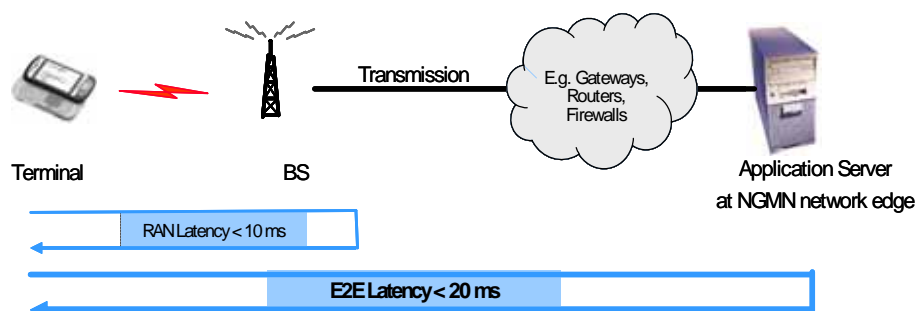 Transmission
E.g. Gateways,
Routers,
Firewalls
Terminal
BS
Application Server
at NGMN network edge
RAN Latency < 10 ms
E2E Latency < 20 ms